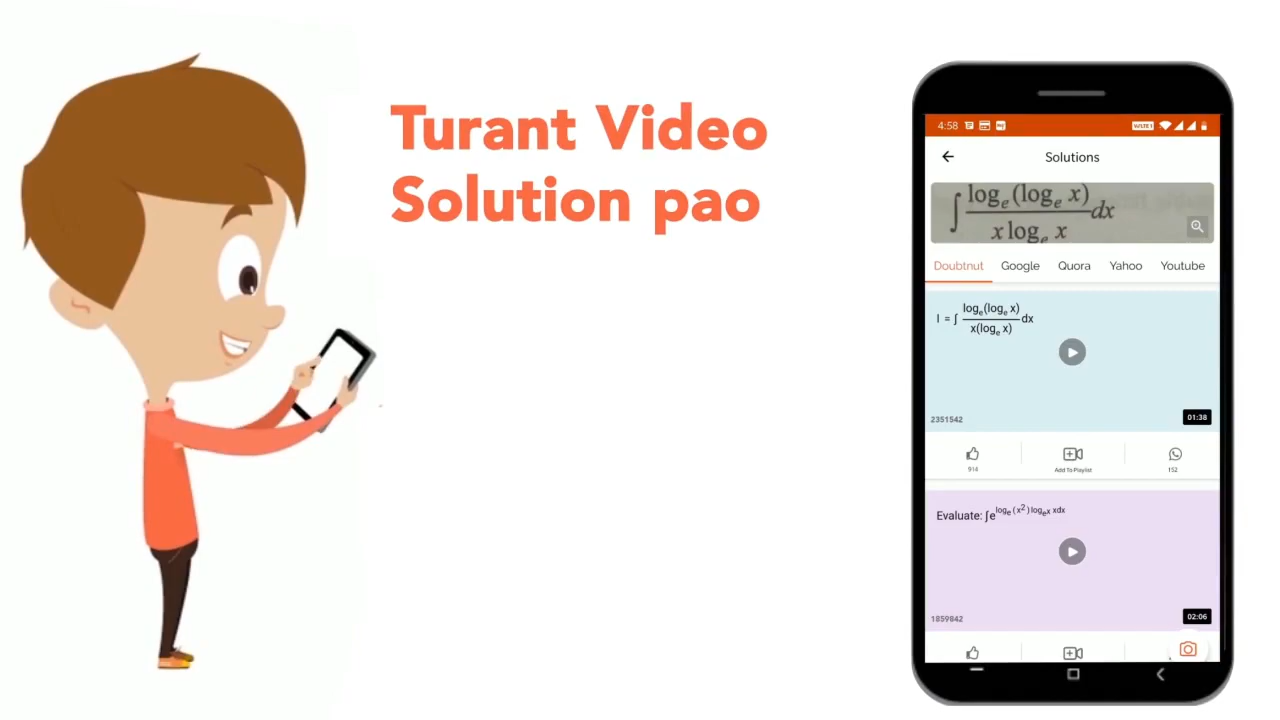 Turant Video
Solution pao
4:58
VoLTE1
Solutions
∫ logₑ(logₑ x) / x logₑ x dx
Doubtnut Google Quora Yahoo Youtube
I = ∫ logₑ(logₑ x) / x(logₑ x) dx
2351542 01:38
914 Add To Playlist 152
Evaluate: ∫e^logₑ(x²)logₑx xdx
1859842 02:06